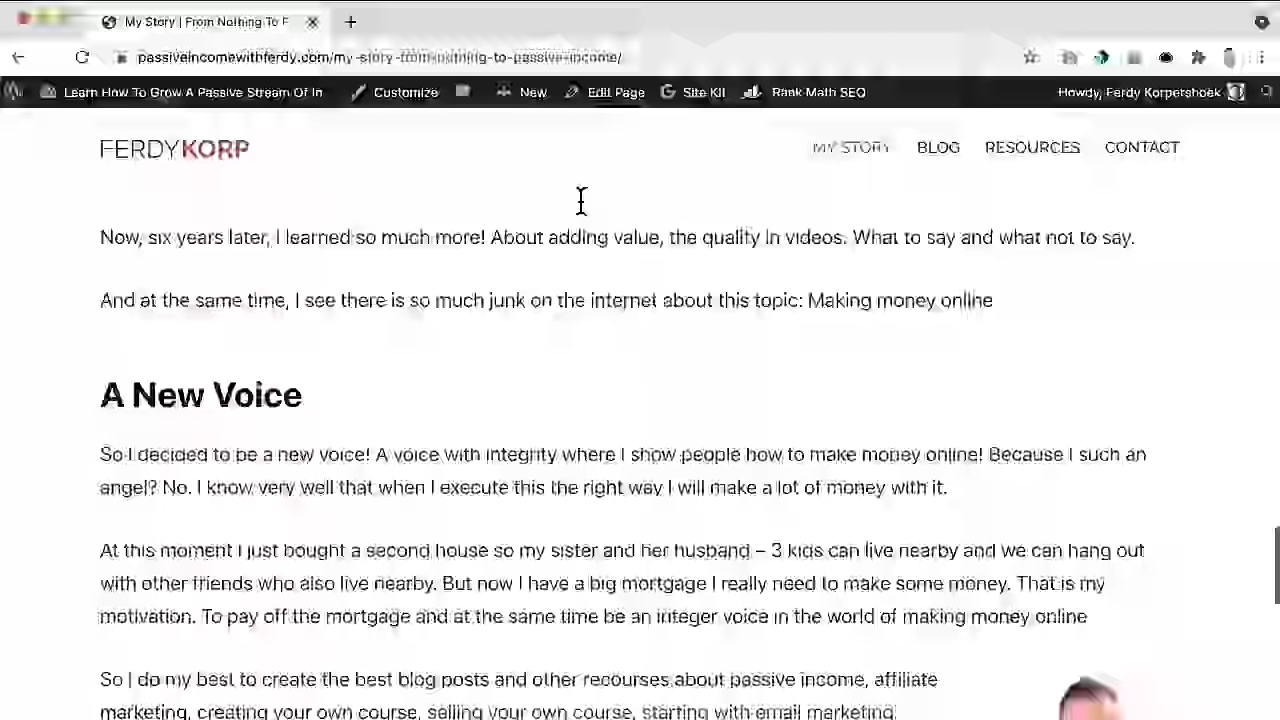 My Story | From Nothing To F
passiveincomewithferdy.com/my-story-from-nothing-to-passive-income/
Learn How To Grow A Passive Stream Of In Customize New Edit Page Site Kit Rank Math SEO Howdy, Ferdy Korpershoek
FERDYKORP MY STORY BLOG RESOURCES CONTACT
Now, six years later, I learned so much more! About adding value, the quality in videos. What to say and what not to say.
And at the same time, I see there is so much junk on the internet about this topic: Making money online
A New Voice
So I decided to be a new voice! A voice with integrity where I show people how to make money online! Because I such an
angel? No. I know very well that when I execute this the right way I will make a lot of money with it.
At this moment I just bought a second house so my sister and her husband – 3 kids can live nearby and we can hang out
with other friends who also live nearby. But now I have a big mortgage I really need to make some money. That is my
motivation. To pay off the mortgage and at the same time be an integer voice in the world of making money online
So I do my best to create the best blog posts and other recourses about passive income, affiliate
marketing, creating your own course, selling your own course, starting with email marketing